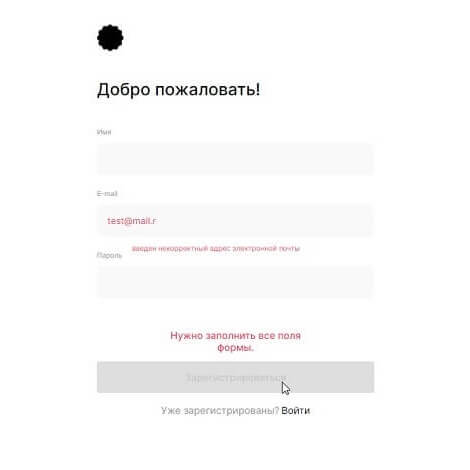 Добро пожаловать!
Имя
E-mail
test@mail.r
введен некорректный адрес электронной почты
Пароль
Нужно заполнить все поля
формы.
Зарегистрироваться
Уже зарегистрированы? Войти